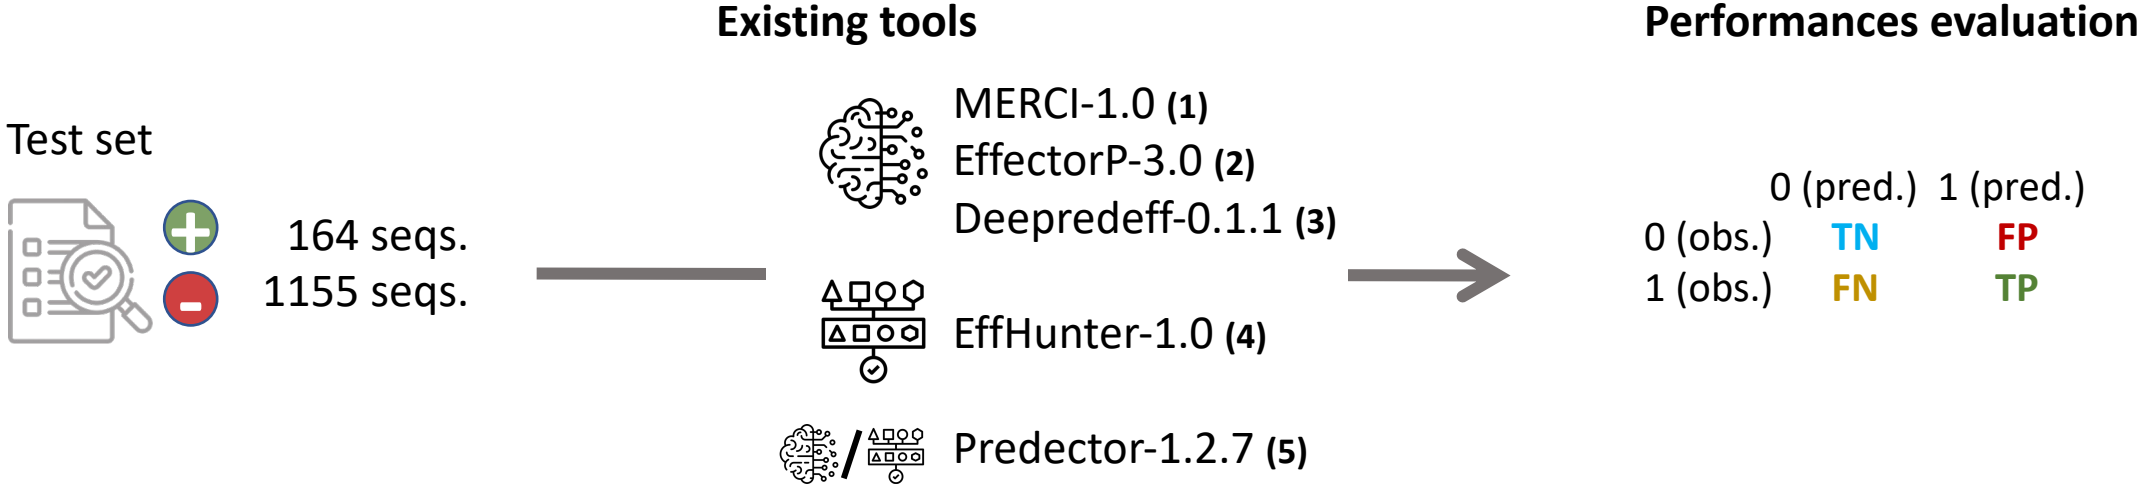 Existing tools
Performances evaluation
Test set
164 seqs.
1155 seqs.
MERCI-1.0 (1)
EffectorP-3.0 (2)
Deepredeff-0.1.1 (3)
EffHunter-1.0 (4)
Predector-1.2.7 (5)
0 (pred.) 1 (pred.)
0 (obs.) TN FP
1 (obs.) FN TP